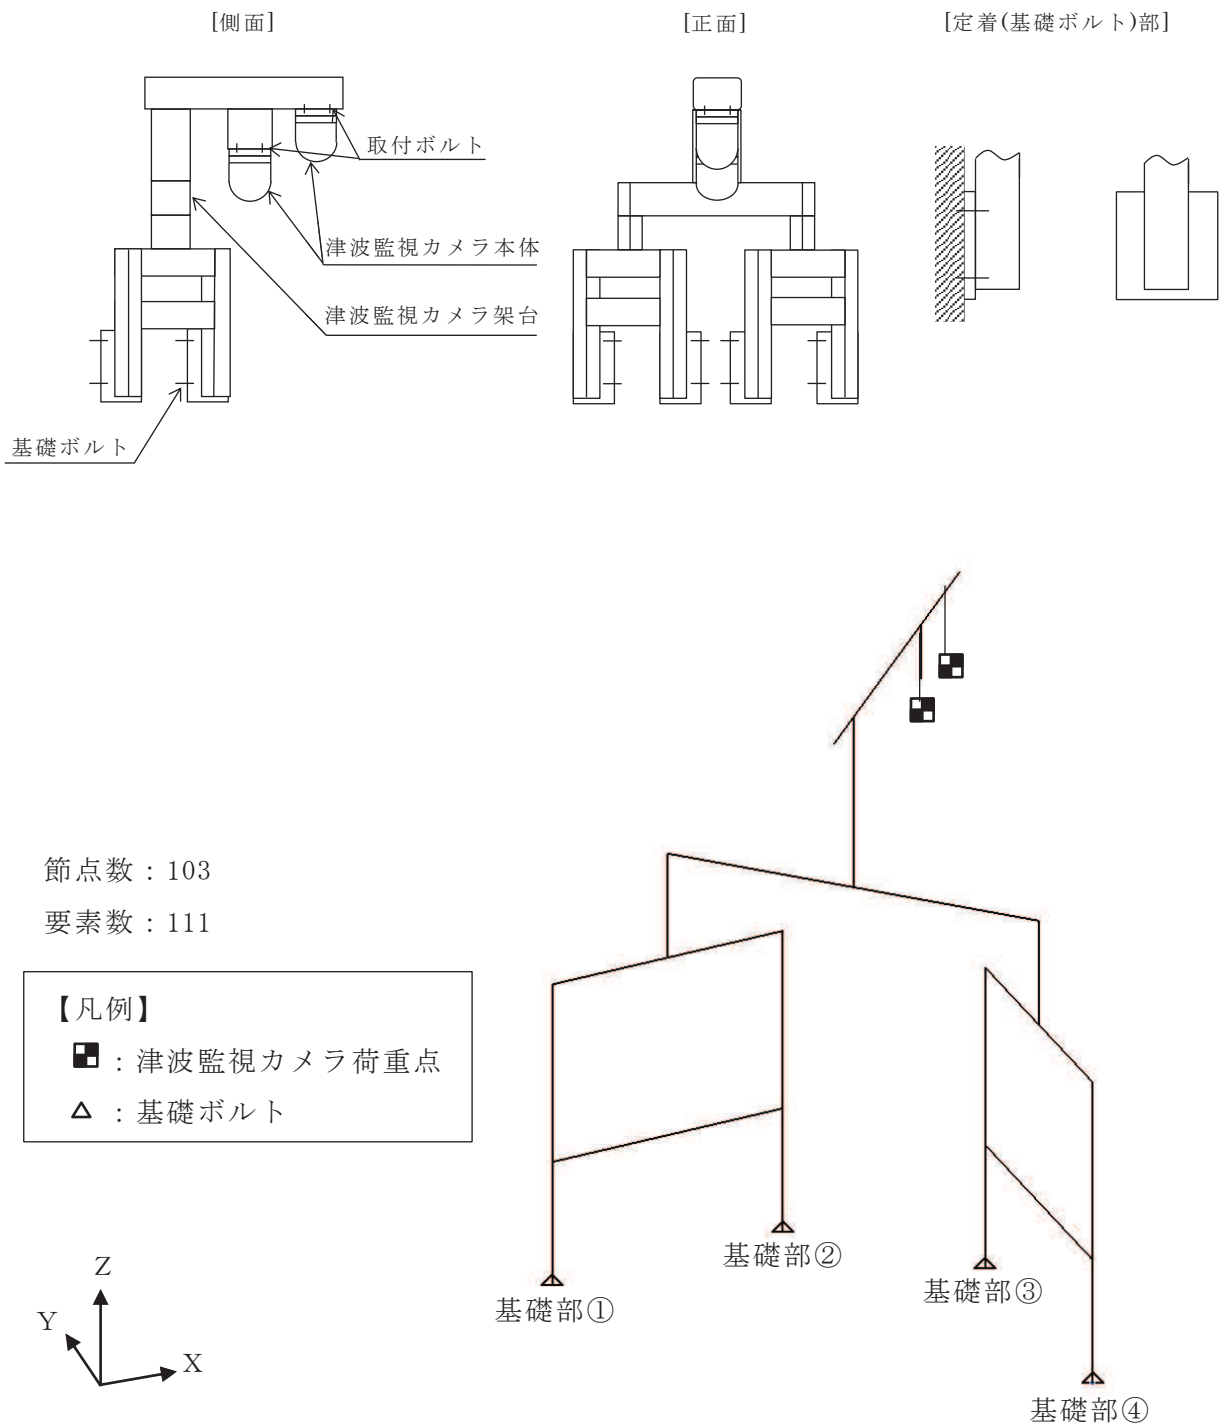 [側面]
[正面]
[定着(基礎ボルト)部]
取付ボルト
津波監視カメラ本体
津波監視カメラ架台
基礎ボルト
節点数：103
要素数：111
【凡例】
：津波監視カメラ荷重点
：基礎ボルト
基礎部①
基礎部②
基礎部③
基礎部④
Z
Y
X